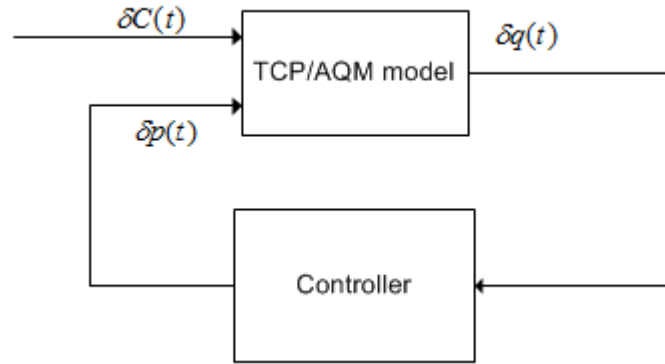 δC(t)
δq(t)
TCP/AQM model
δp(t)
Controller